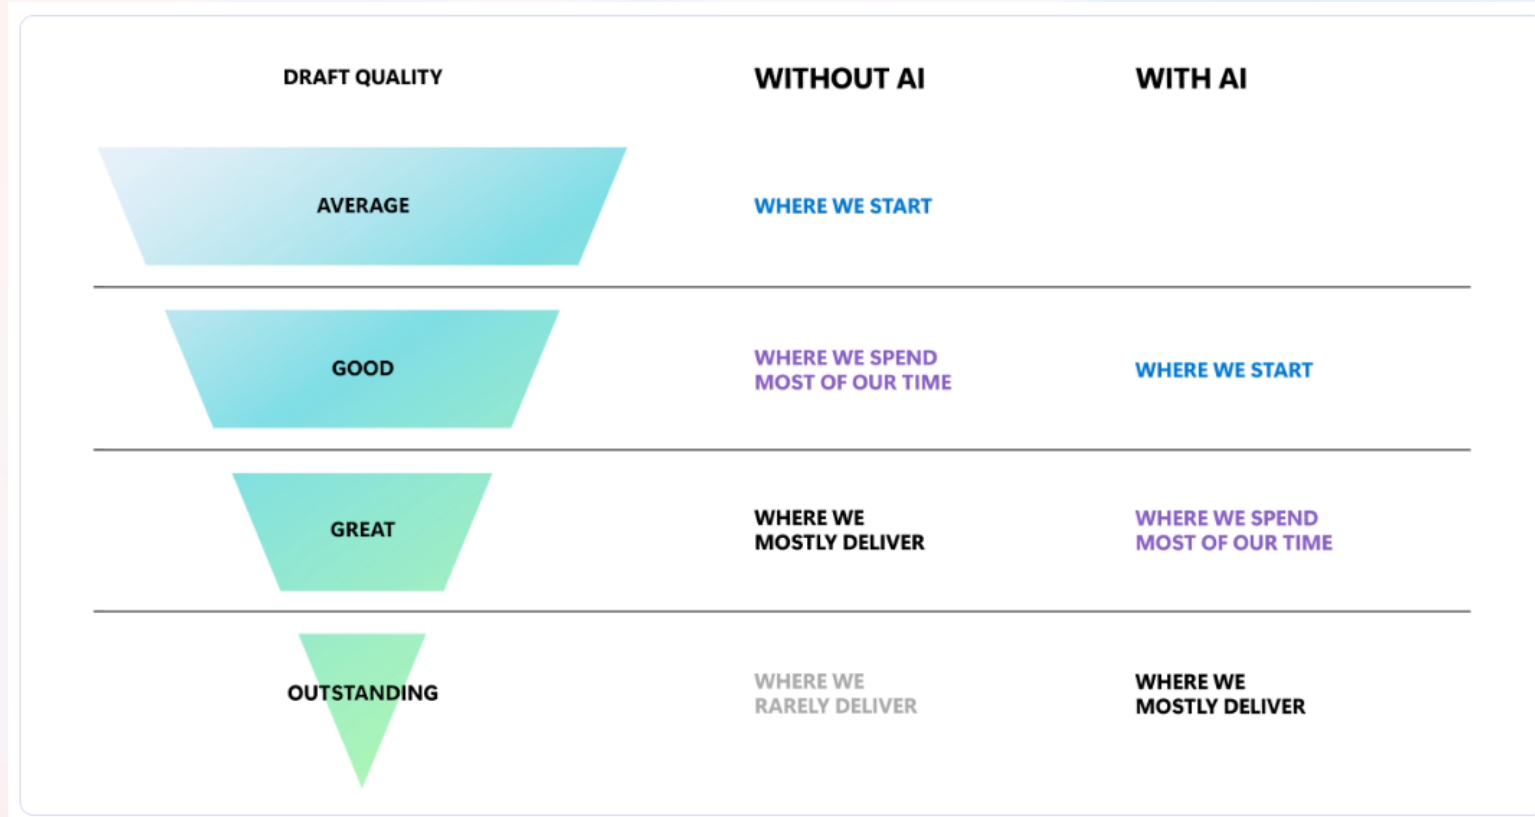 DRAFT QUALITY
WITHOUT AI
WITH AI
AVERAGE
WHERE WE START
GOOD
WHERE WE SPEND
MOST OF OUR TIME
WHERE WE START
GREAT
WHERE WE
MOSTLY DELIVER
WHERE WE SPEND
MOST OF OUR TIME
OUTSTANDING
WHERE WE
RARELY DELIVER
WHERE WE
MOSTLY DELIVER